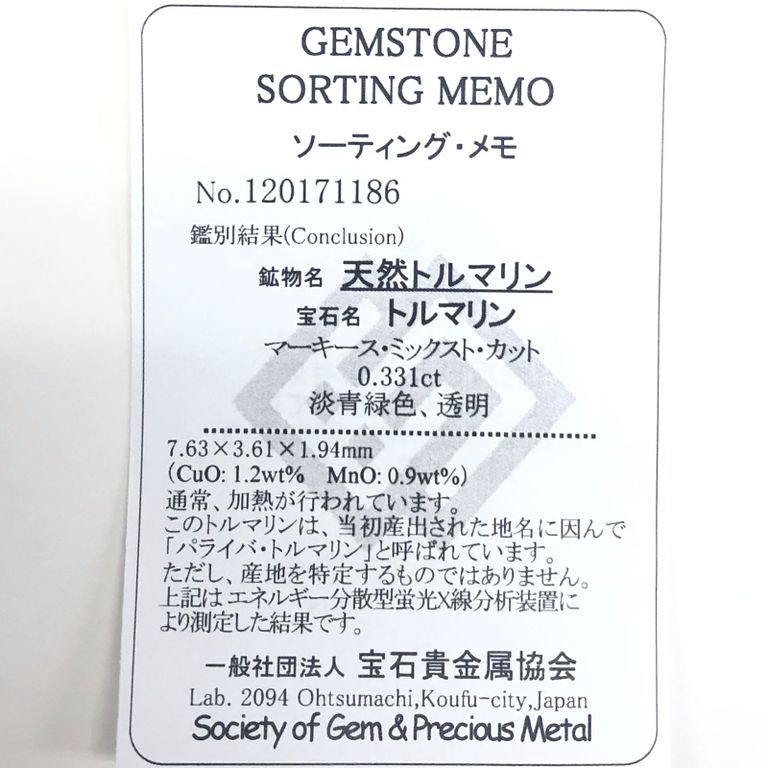 GEMSTONE
SORTING MEMO
ソーティング・メモ
No.120171186
鑑別結果(Conclusion)
鉱物名 天然トルマリン
宝石名 トルマリン
マーキース・ミックスト・カット
0.331ct
淡青緑色、透明
7.63×3.61×1.94mm
(CuO: 1.2wt% MnO: 0.9wt%)
通常、加熱が行われています。
このトルマリンは、当初産出された地名に因んで
「パライバ・トルマリン」と呼ばれています。
ただし、産地を特定するものではありません。
上記はエネルギー分散型蛍光X線分析装置に
より測定した結果です。
一般社団法人 宝石貴金属協会
Lab. 2094 Ohtsumachi,Koufu-city,Japan
Society of Gem & Precious Metal